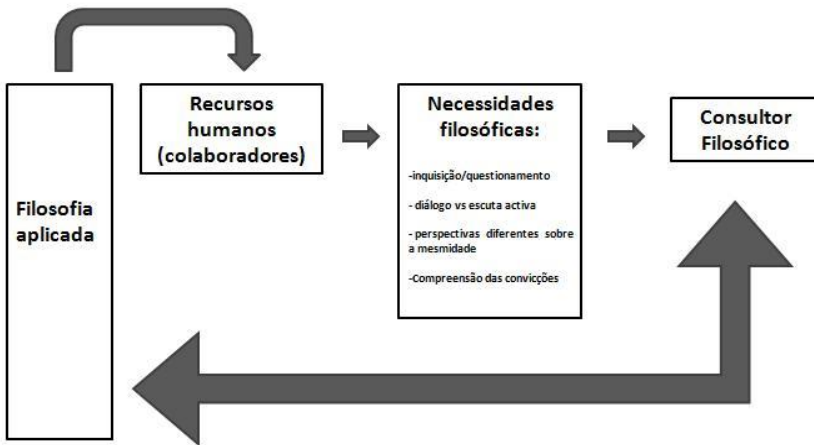 Filosofia
aplicada
Recursos
humanos
(colaboradores)
Necessidades
filosóficas:
-inquisição/questionamento
- diálogo vs escuta activa
- perspectivas diferentes sobre
a mesmidade
-Compreensão das convicções
Consultor
Filosófico